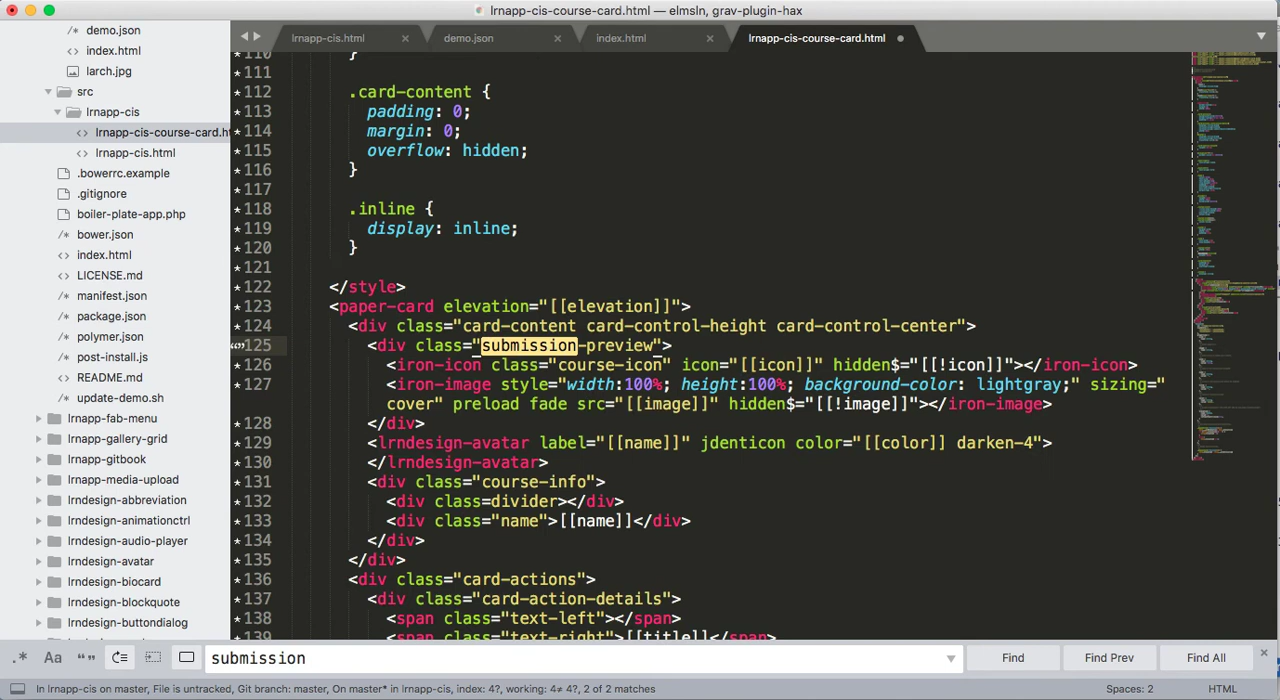 lrnapp-cis-course-card.html — elmsln, grav-plugin-hax
lrnapp-cis.html × demo.json × index.html × lrnapp-cis-course-card.html
demo.json
index.html
larch.jpg
src
lrnapp-cis
lrnapp-cis-course-card.h
lrnapp-cis.html
.bowerrc.example
.gitignore
boiler-plate-app.php
bower.json
index.html
LICENSE.md
manifest.json
package.json
polymer.json
post-install.js
README.md
update-demo.sh
lrnapp-fab-menu
lrnapp-gallery-grid
lrnapp-gitbook
lrnapp-media-upload
lrndesign-abbreviation
lrndesign-animationctrl
lrndesign-audio-player
lrndesign-avatar
lrndesign-biocard
lrndesign-blockquote
lrndesign-buttondialog
110 }
111
112 .card-content {
113 padding: 0;
114 margin: 0;
115 overflow: hidden;
116 }
117
118 .inline {
119 display: inline;
120 }
121
122 </style>
123 <paper-card elevation="[[elevation]]">
124 <div class="card-content card-control-height card-control-center">
125 <div class="submission-preview">
126 <iron-icon class="course-icon" icon="[[icon]]" hidden$="[[!icon]]"></iron-icon>
127 <iron-image style="width:100%; height:100%; background-color: lightgray;" sizing="
cover" preload fade src="[[image]]" hidden$="[[!image]]"></iron-image>
128 </div>
129 <lrndesign-avatar label="[[name]]" jdenticon color="[[color]] darken-4">
130 </lrndesign-avatar>
131 <div class="course-info">
132 <div class=divider></div>
133 <div class="name">[[name]]</div>
134 </div>
135 </div>
136 <div class="card-actions">
137 <div class="card-action-details">
138 <span class="text-left"></span>
139 <span class="text-right">[[title]]</span>
.* Aa “” submission Find Find Prev Find All ×
In lrnapp-cis on master, File is untracked, Git branch: master, On master* in lrnapp-cis, index: 4?, working: 4≠ 4?, 2 of 2 matches Spaces: 2 HTML